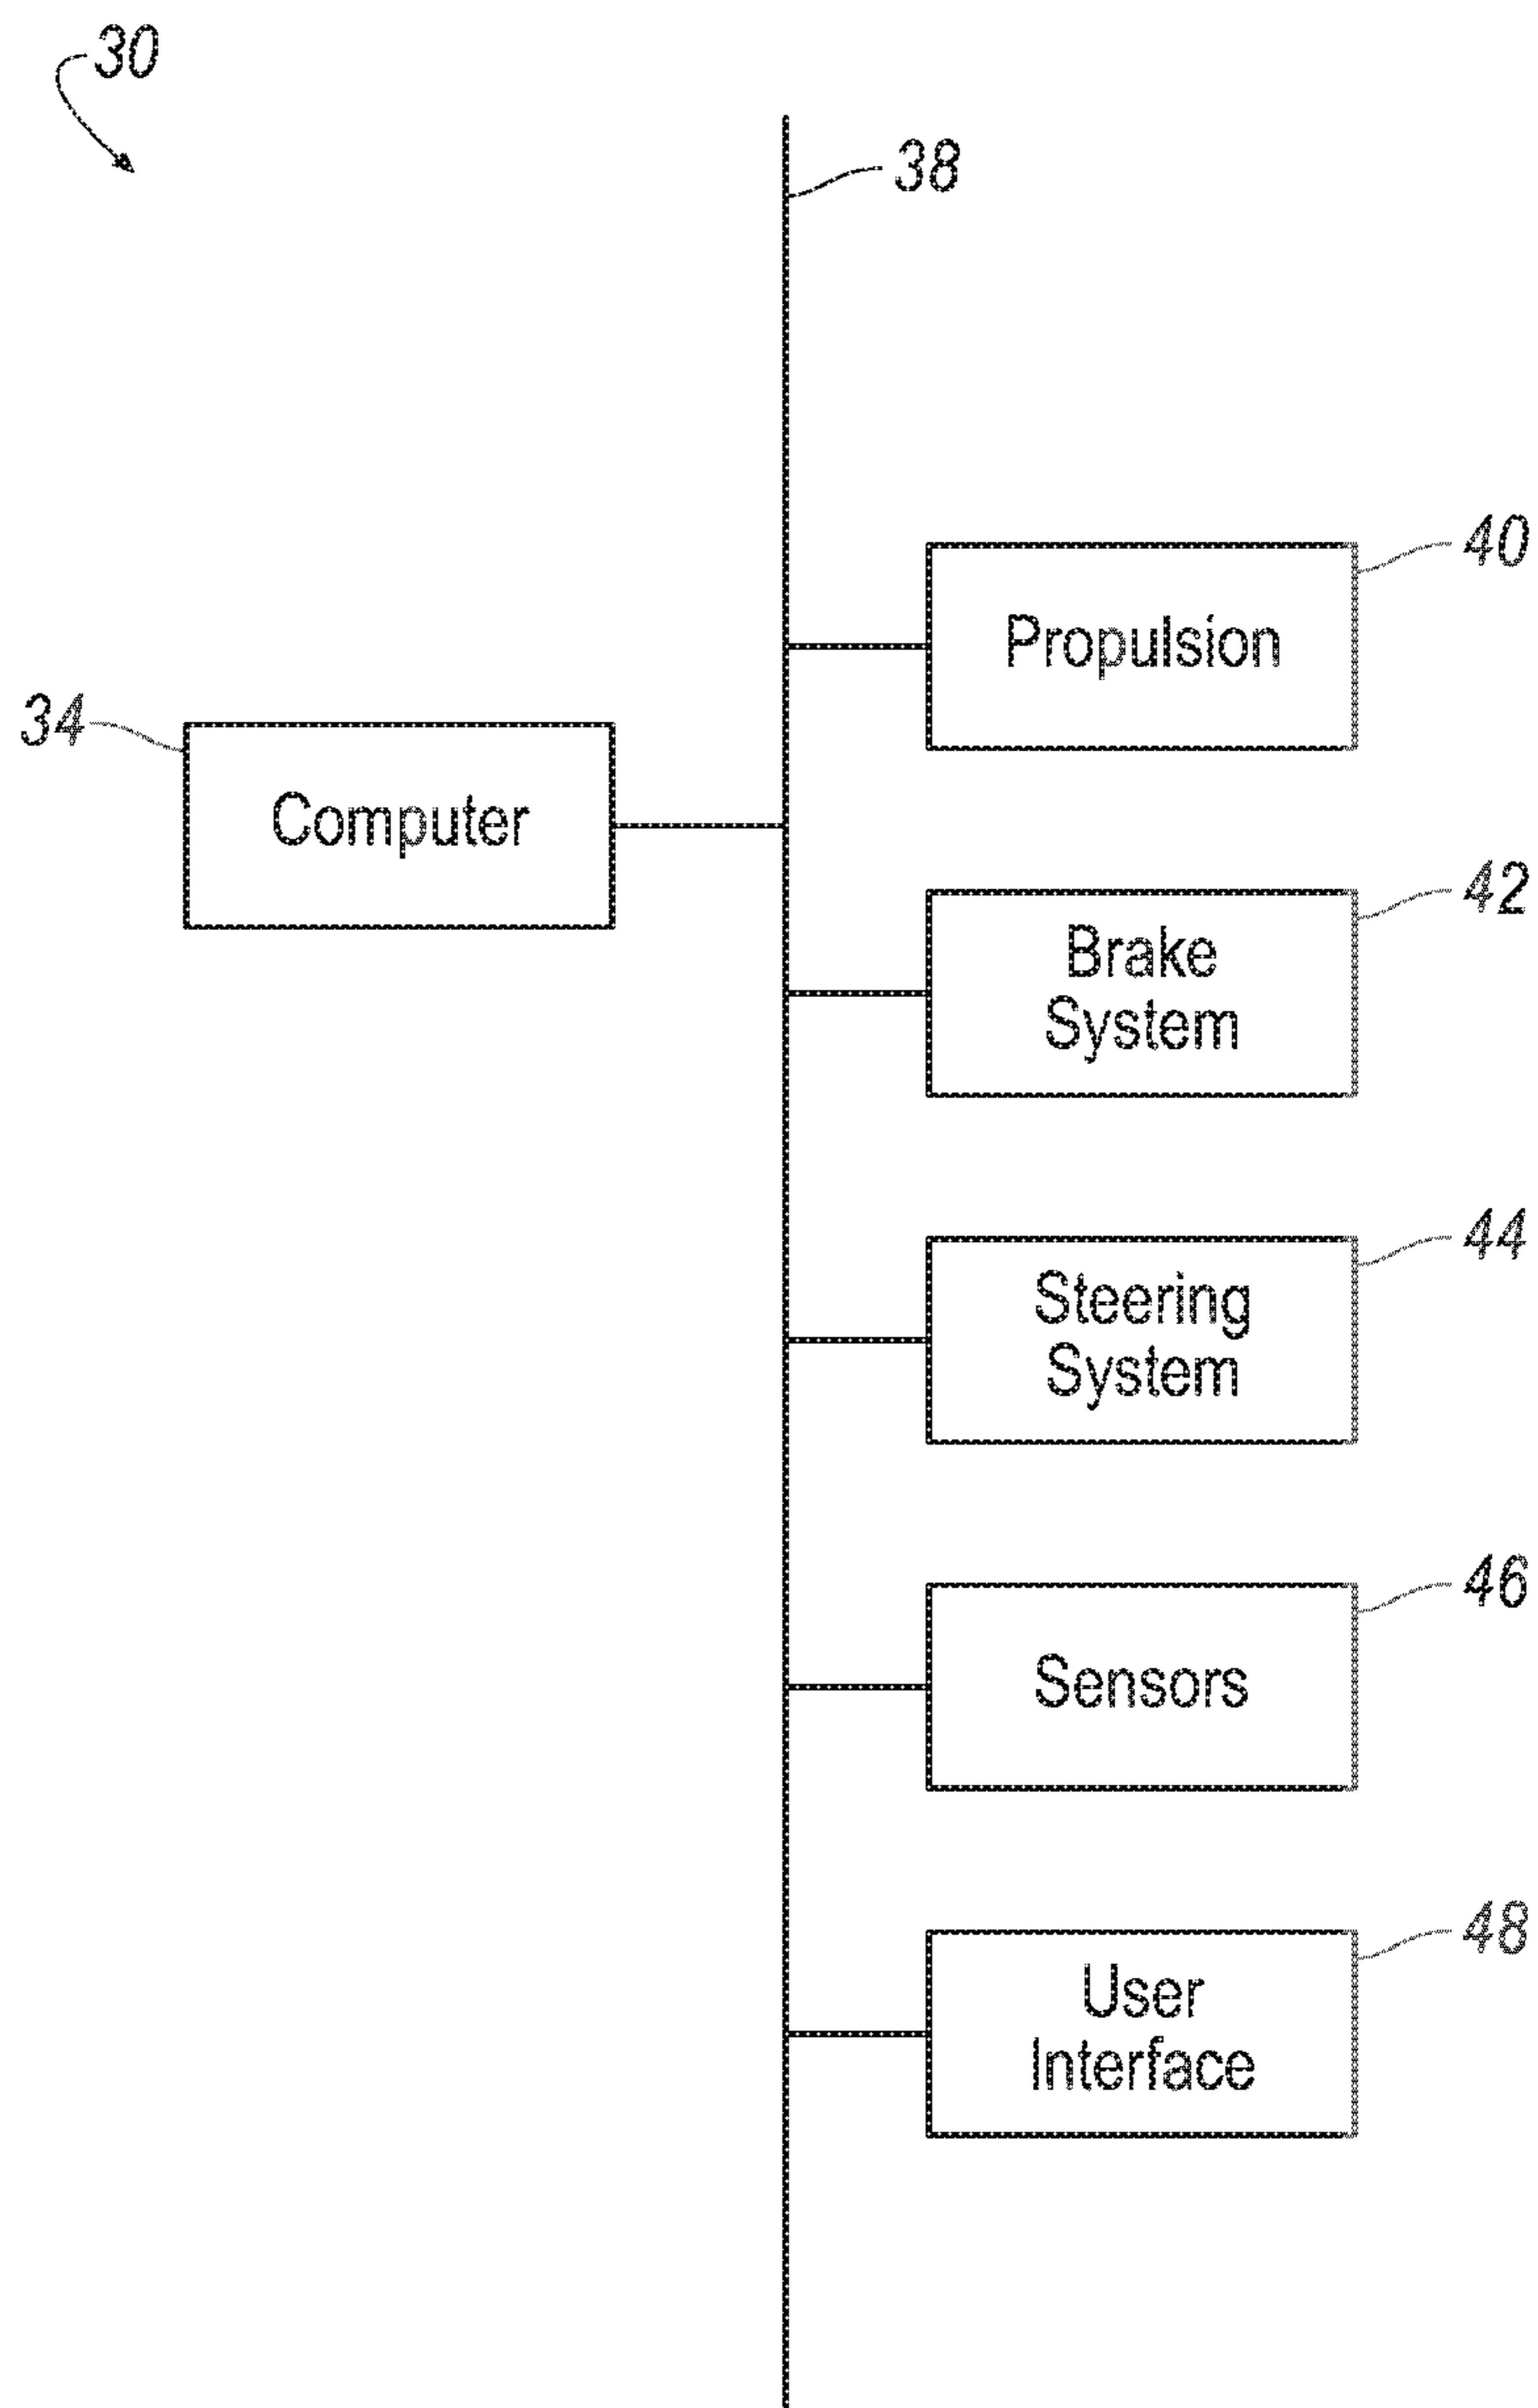 30
38
40
Propulsion
34
Computer
42
Brake
System
44
Steering
System
46
Sensors
48
User
Interface